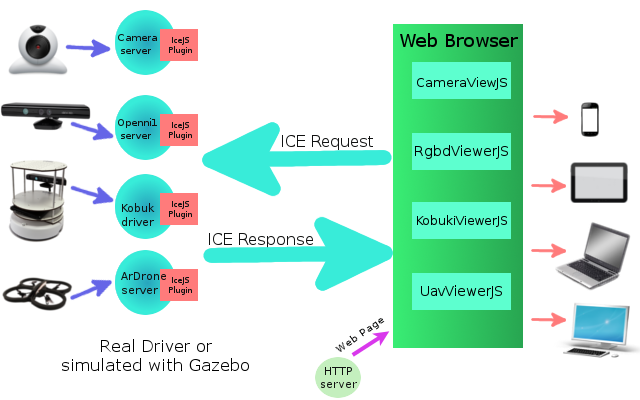 Camera
server
IceJS
Plugin
Openni1
server
IceJS
Plugin
Kobuki
driver
IceJS
Plugin
ArDrone
server
IceJS
Plugin
Real Driver or
simulated with Gazebo
ICE Request
ICE Response
Web Browser
CameraViewJS
RgbdViewerJS
KobukiViewerJS
UavViewerJS
Web Page
HTTP
server